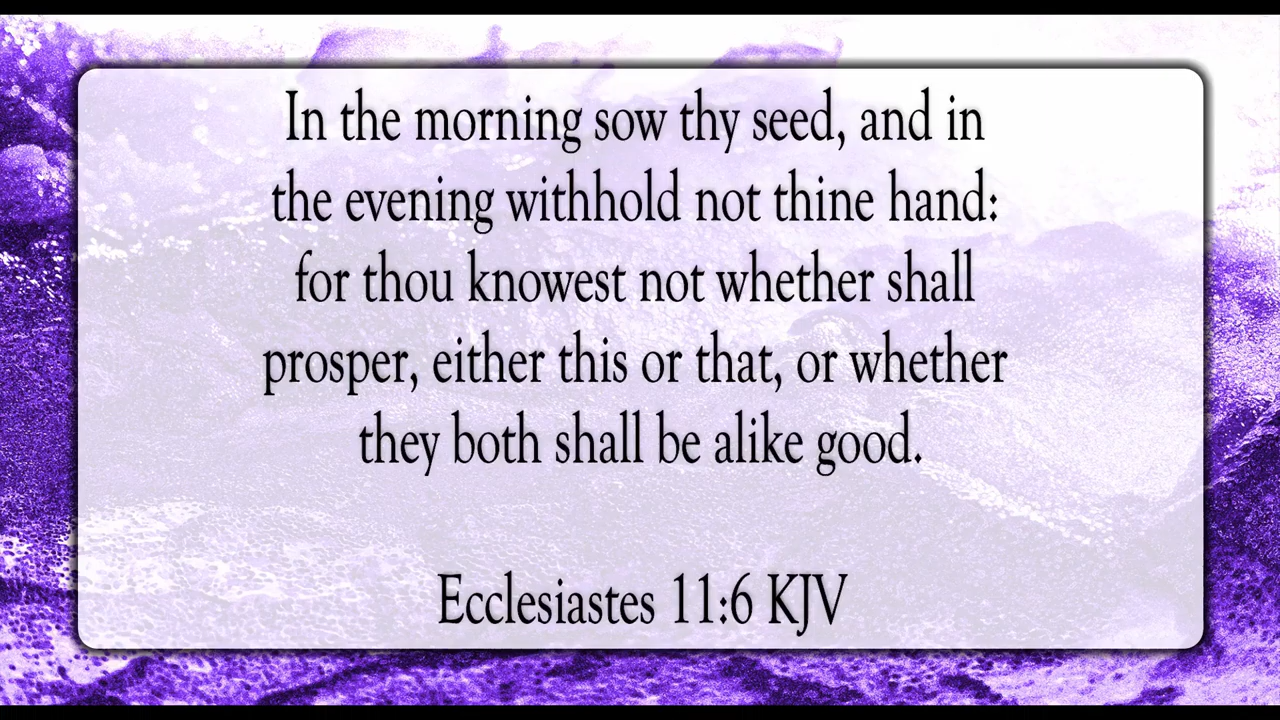 In the morning sow thy seed, and in
the evening withhold not thine hand:
for thou knowest not whether shall
prosper, either this or that, or whether
they both shall be alike good.
Ecclesiastes 11:6 KJV